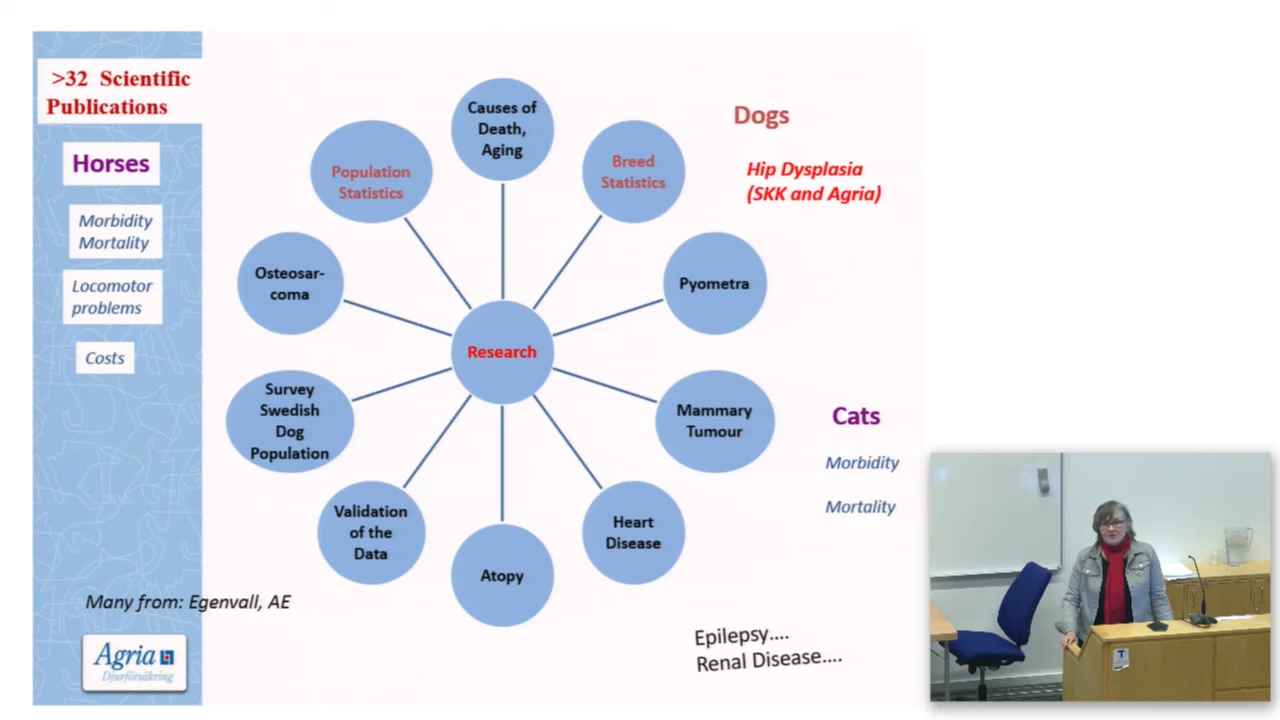 >32 Scientific
Publications
Horses
Morbidity
Mortality
Locomotor
problems
Costs
Causes of
Death,
Aging
Population
Statistics
Breed
Statistics
Osteosar-
coma
Pyometra
Research
Survey
Swedish
Dog
Population
Mammary
Tumour
Validation
of the
Data
Heart
Disease
Atopy
Dogs
Hip Dysplasia
(SKK and Agria)
Cats
Morbidity
Mortality
Many from: Egenvall, AE
Agria
Djurförsäkring
Epilepsy....
Renal Disease....